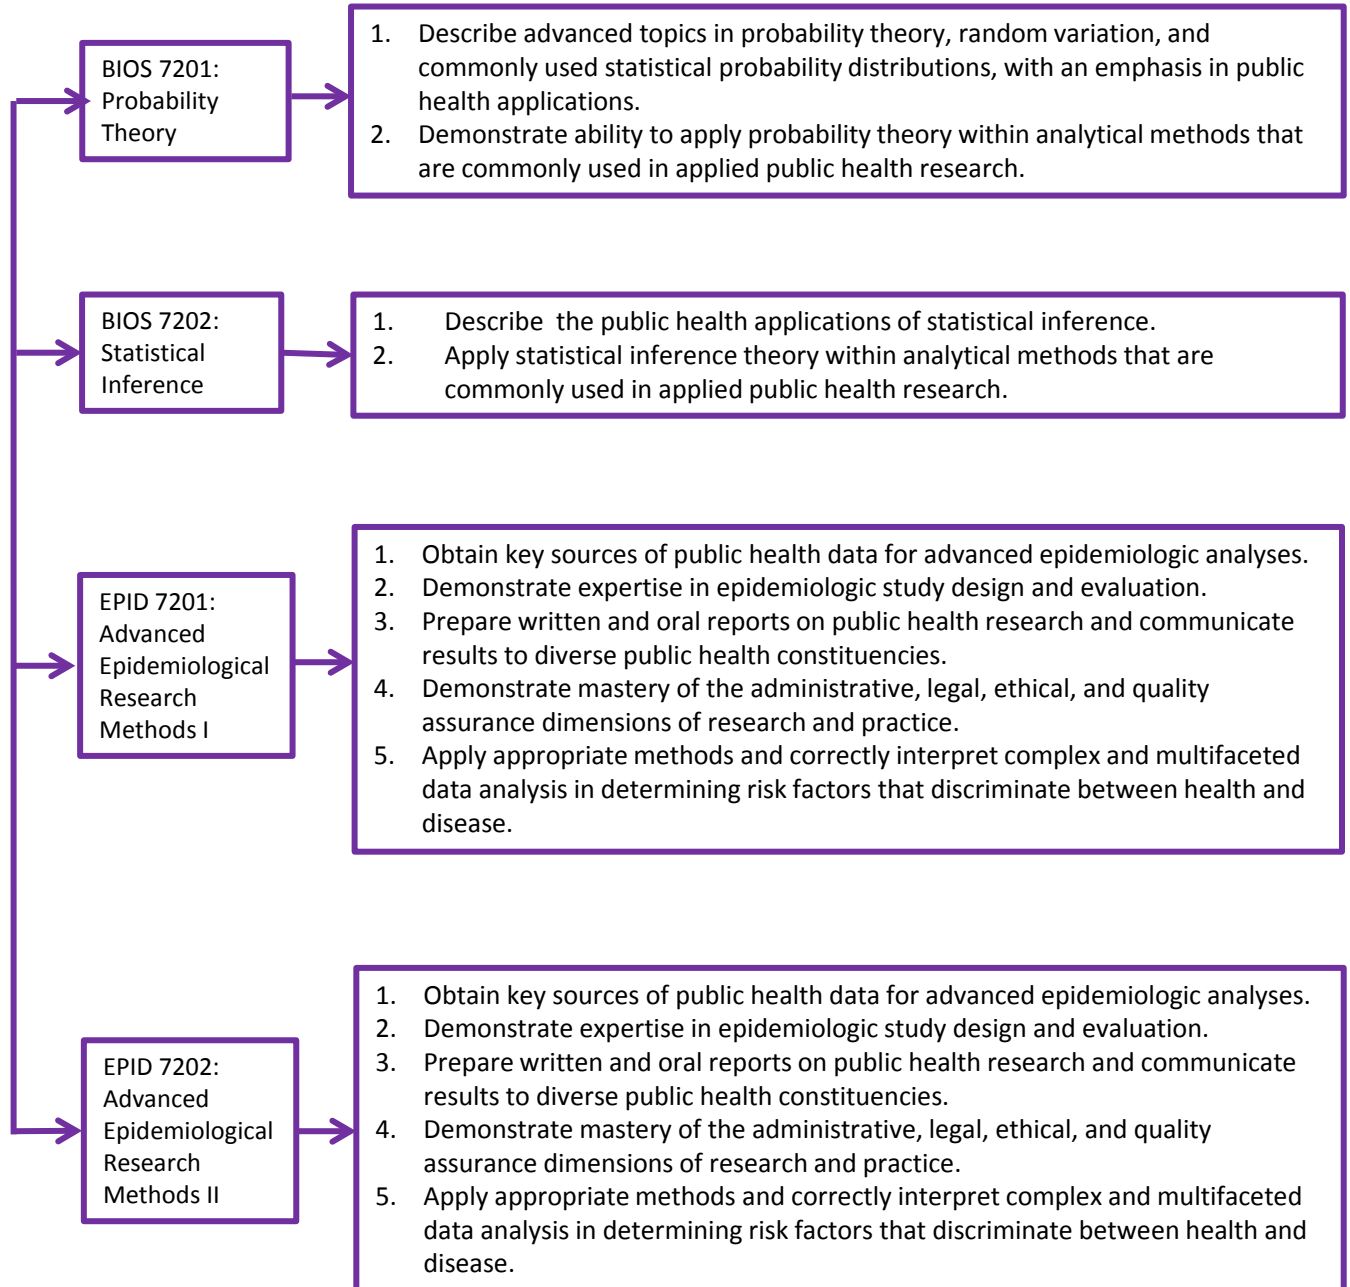 BIOS 7201:
Probability
Theory
1. Describe advanced topics in probability theory, random variation, and
commonly used statistical probability distributions, with an emphasis in public
health applications.
2. Demonstrate ability to apply probability theory within analytical methods that
are commonly used in applied public health research.
BIOS 7202:
Statistical
Inference
1. Describe the public health applications of statistical inference.
2. Apply statistical inference theory within analytical methods that are
commonly used in applied public health research.
EPID 7201:
Advanced
Epidemiological
Research
Methods I
1. Obtain key sources of public health data for advanced epidemiologic analyses.
2. Demonstrate expertise in epidemiologic study design and evaluation.
3. Prepare written and oral reports on public health research and communicate
results to diverse public health constituencies.
4. Demonstrate mastery of the administrative, legal, ethical, and quality
assurance dimensions of research and practice.
5. Apply appropriate methods and correctly interpret complex and multifaceted
data analysis in determining risk factors that discriminate between health and
disease.
EPID 7202:
Advanced
Epidemiological
Research
Methods II
1. Obtain key sources of public health data for advanced epidemiologic analyses.
2. Demonstrate expertise in epidemiologic study design and evaluation.
3. Prepare written and oral reports on public health research and communicate
results to diverse public health constituencies.
4. Demonstrate mastery of the administrative, legal, ethical, and quality
assurance dimensions of research and practice.
5. Apply appropriate methods and correctly interpret complex and multifaceted
data analysis in determining risk factors that discriminate between health and
disease.